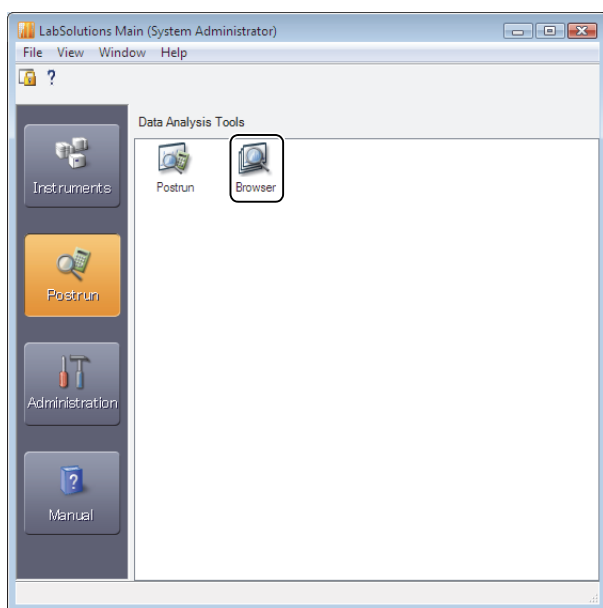 LabSolutions Main (System Administrator)
File View Window Help
?
Data Analysis Tools
Instruments
Postrun Browser
Postrun
Administration
?
Manual